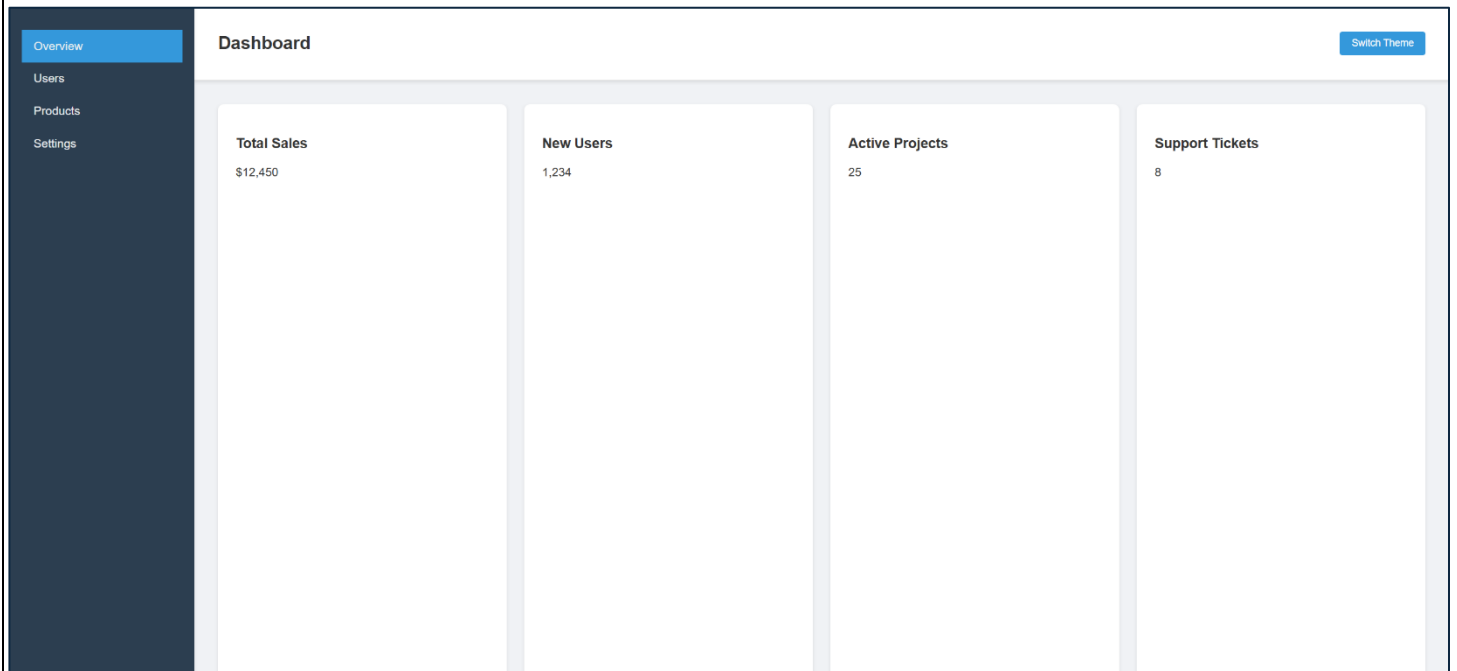 Overview
Users
Products
Settings
Dashboard
Switch Theme
Total Sales
$12,450
New Users
1,234
Active Projects
25
Support Tickets
8